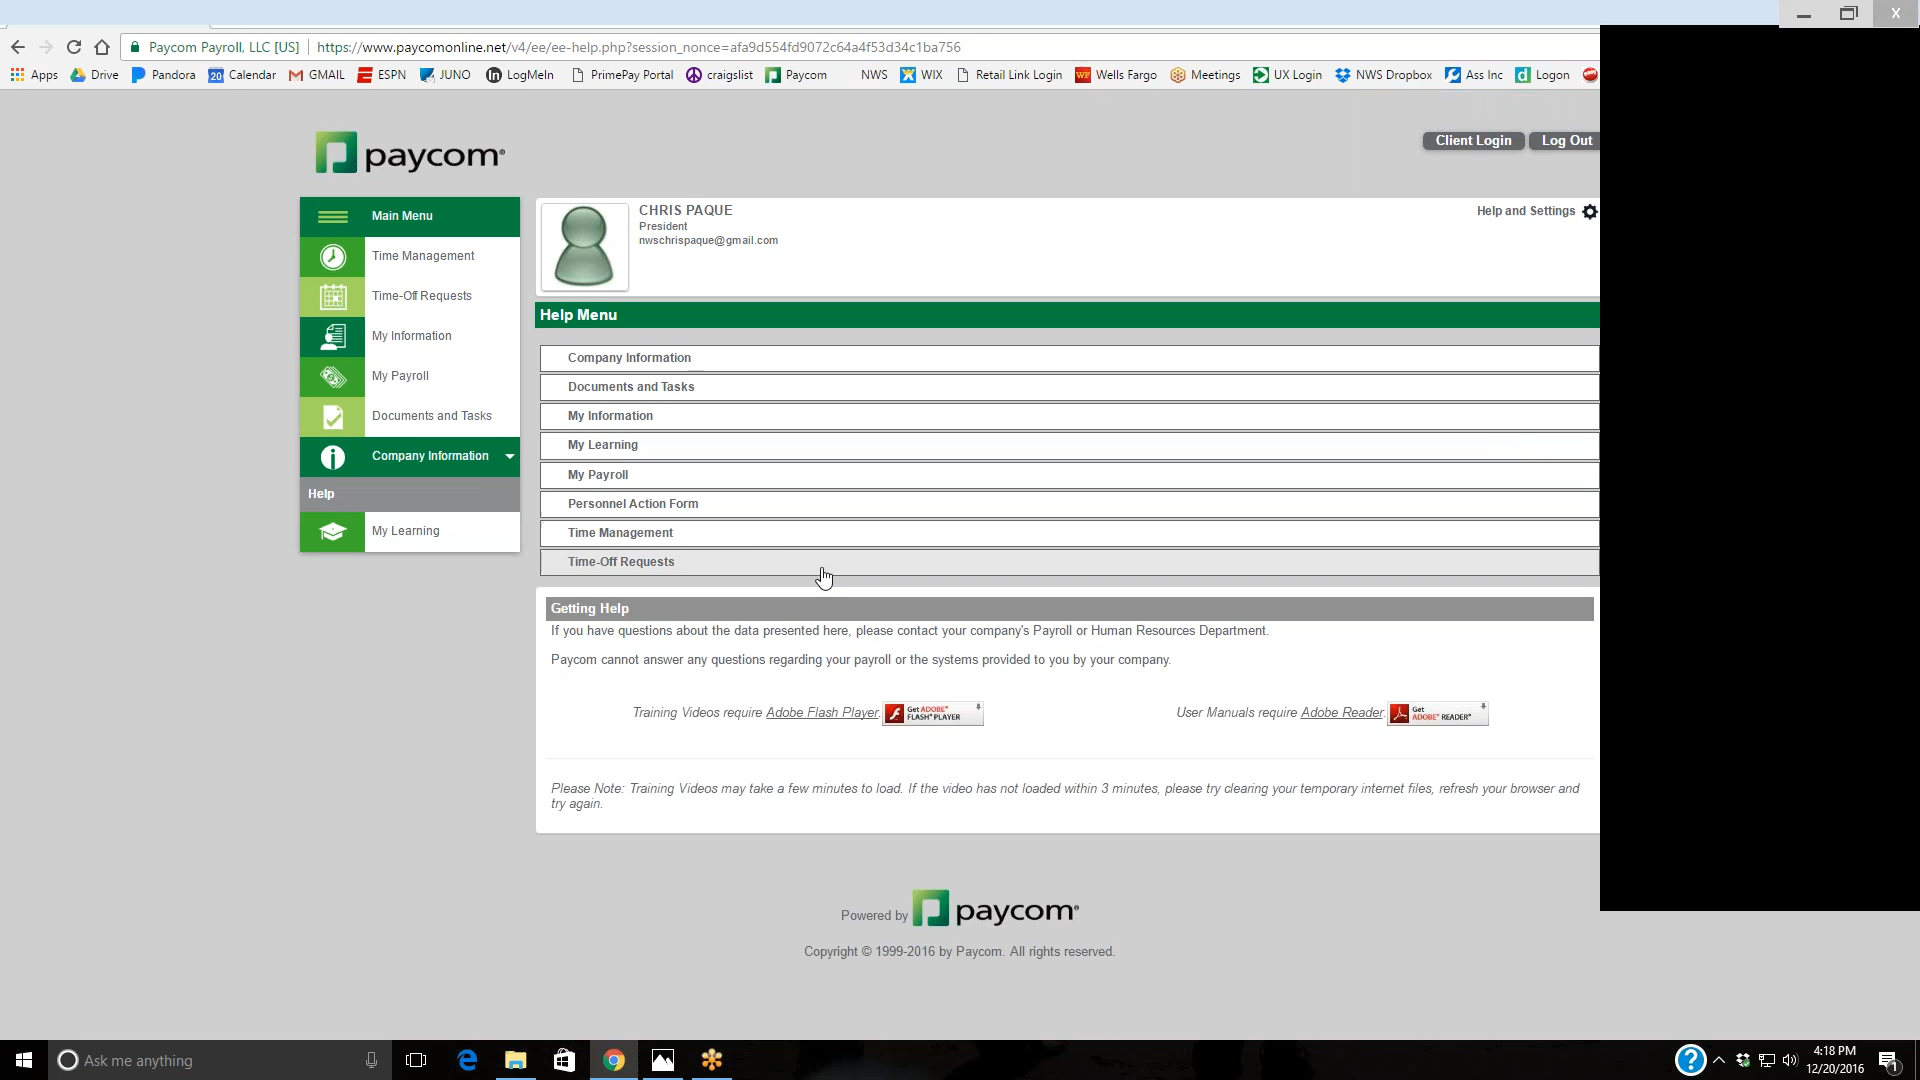 X
Paycom Payroll, LLC [US] https://www.paycomonline.net/v4/ee/ee-help.php?session_nonce=afa9d554fd9072c64a4f53d34c1ba756
Apps Drive Pandora 20 Calendar GMAIL ESPN JUNO LogMeIn PrimePay Portal craigslist Paycom NWS WIX Retail Link Login WF Wells Fargo Meetings UX Login NWS Dropbox Ass Inc Logon
paycom®
Client Login Log Out
Main Menu
Time Management
Time-Off Requests
My Information
My Payroll
Documents and Tasks
Company Information
Help
My Learning
CHRIS PAQUE
President
nwschrispaque@gmail.com
Help and Settings
Help Menu
Company Information
Documents and Tasks
My Information
My Learning
My Payroll
Personnel Action Form
Time Management
Time-Off Requests
Getting Help
If you have questions about the data presented here, please contact your company's Payroll or Human Resources Department.
Paycom cannot answer any questions regarding your payroll or the systems provided to you by your company.
Training Videos require Adobe Flash Player. Get ADOBE® FLASH® PLAYER
User Manuals require Adobe Reader. Get ADOBE® READER®
Please Note: Training Videos may take a few minutes to load. If the video has not loaded within 3 minutes, please try clearing your temporary internet files, refresh your browser and
try again.
Powered by paycom®
Copyright © 1999-2016 by Paycom. All rights reserved.
Ask me anything
4:18 PM
12/20/2016
1